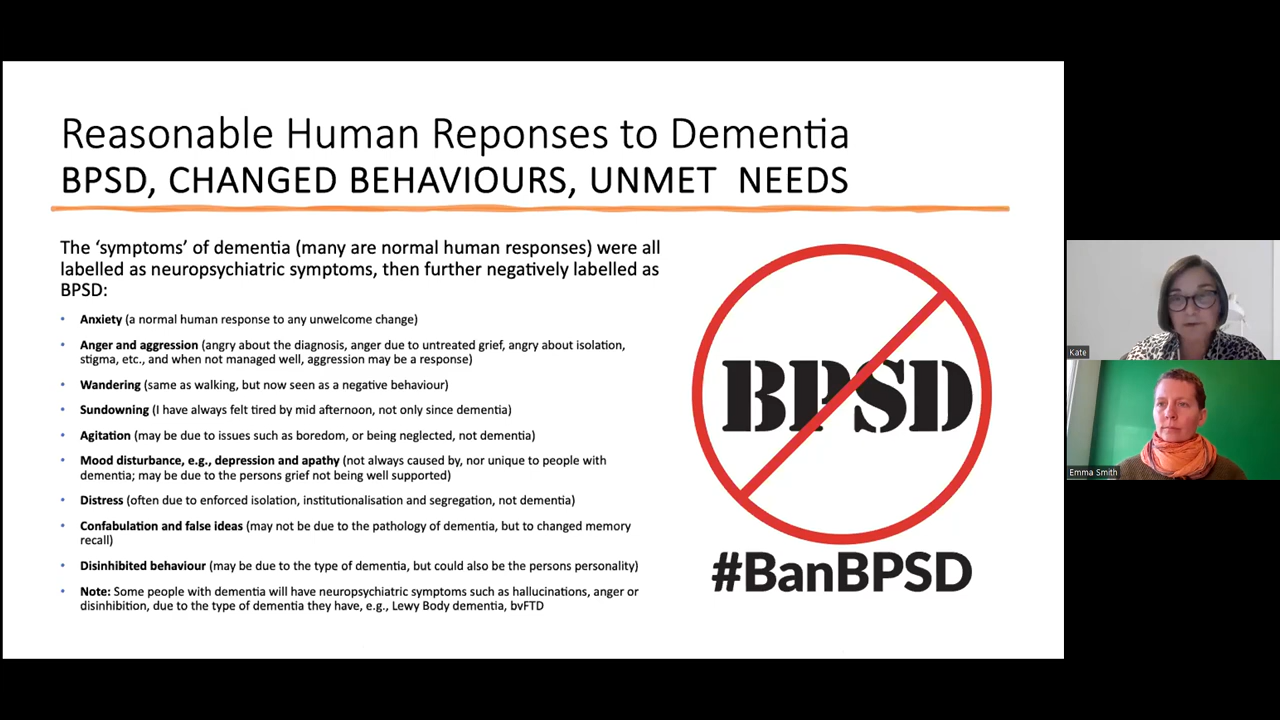 Reasonable Human Reponses to Dementia
BPSD, CHANGED BEHAVIOURS, UNMET NEEDS
The ‘symptoms’ of dementia (many are normal human responses) were all
labelled as neuropsychiatric symptoms, then further negatively labelled as
BPSD:
• Anxiety (a normal human response to any unwelcome change)
• Anger and aggression (angry about the diagnosis, anger due to untreated grief, angry about isolation,
stigma, etc., and when not managed well, aggression may be a response)
• Wandering (same as walking, but now seen as a negative behaviour)
• Sundowning (I have always felt tired by mid afternoon, not only since dementia)
• Agitation (may be due to issues such as boredom, or being neglected, not dementia)
• Mood disturbance, e.g., depression and apathy (not always caused by, nor unique to people with
dementia; may be due to the persons grief not being well supported)
• Distress (often due to enforced isolation, institutionalisation and segregation, not dementia)
• Confabulation and false ideas (may not be due to the pathology of dementia, but to changed memory
recall)
• Disinhibited behaviour (may be due to the type of dementia, but could also be the persons personality)
• Note: Some people with dementia will have neuropsychiatric symptoms such as hallucinations, anger or
disinhibition, due to the type of dementia they have, e.g., Lewy Body dementia, bvFTD
BPSD
#BanBPSD
Kate
Emma Smith